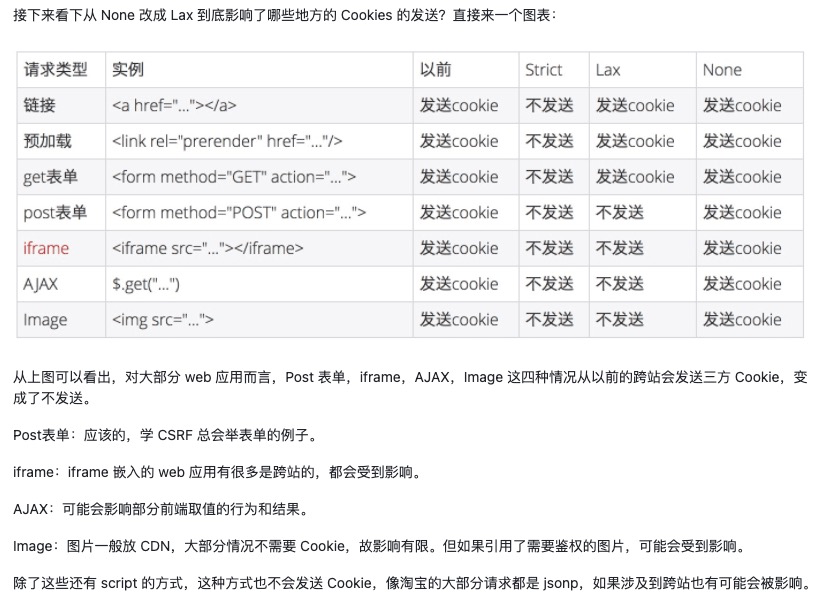 接下来看下从 None 改成 Lax 到底影响了哪些地方的 Cookies 的发送？直接来一个图表：
请求类型 实例 以前 Strict Lax None
链接 <a href="..."></a> 发送cookie 不发送 发送cookie 发送cookie
预加载 <link rel="prerender" href="..."/> 发送cookie 不发送 发送cookie 发送cookie
get表单 <form method="GET" action="..."> 发送cookie 不发送 发送cookie 发送cookie
post表单 <form method="POST" action="..."> 发送cookie 不发送 不发送 发送cookie
iframe <iframe src="..."></iframe> 发送cookie 不发送 不发送 发送cookie
AJAX $.get("...") 发送cookie 不发送 不发送 发送cookie
Image <img src="..."> 发送cookie 不发送 不发送 发送cookie
从上图可以看出，对大部分 web 应用而言，Post 表单，iframe，AJAX，Image 这四种情况从以前的跨站会发送三方 Cookie，变
成了不发送。
Post表单：应该的，学 CSRF 总会举表单的例子。
iframe：iframe 嵌入的 web 应用有很多是跨站的，都会受到影响。
AJAX：可能会影响部分前端取值的行为和结果。
Image：图片一般放 CDN，大部分情况不需要 Cookie，故影响有限。但如果引用了需要鉴权的图片，可能会受到影响。
除了这些还有 script 的方式，这种方式也不会发送 Cookie，像淘宝的大部分请求都是 jsonp，如果涉及到跨站也有可能会被影响。